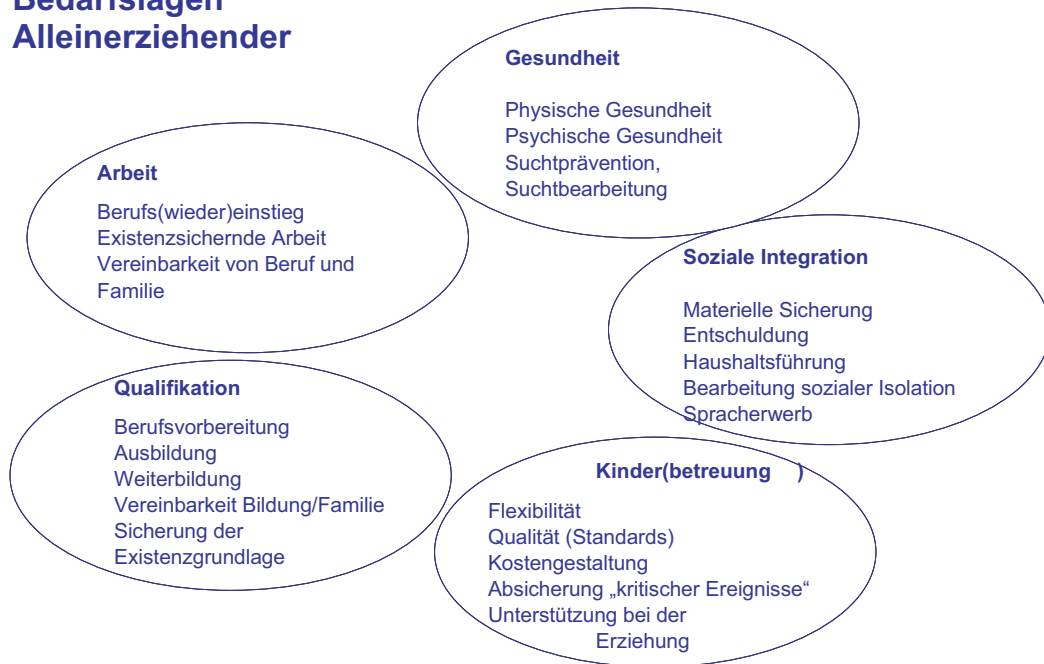 Bedarfslagen
Alleinerziehender
Gesundheit
Physische Gesundheit
Psychische Gesundheit
Suchtprävention,
Suchtbearbeitung
Arbeit
Berufs(wieder)einstieg
Existenzsichernde Arbeit
Vereinbarkeit von Beruf und
Familie
Soziale Integration
Materielle Sicherung
Entschuldung
Haushaltsführung
Bearbeitung sozialer Isolation
Spracherwerb
Qualifikation
Berufsvorbereitung
Ausbildung
Weiterbildung
Vereinbarkeit Bildung/Familie
Sicherung der
Existenzgrundlage
Kinder(betreuung )
Flexibilität
Qualität (Standards)
Kostengestaltung
Absicherung „kritischer Ereignisse“
Unterstützung bei der
Erziehung